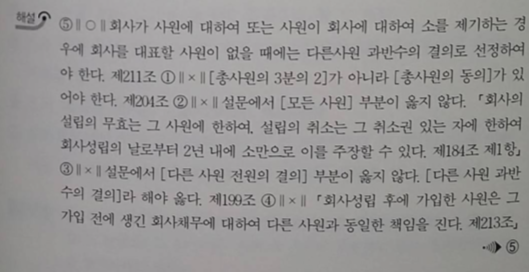 해설 ⑤∥○∥회사가 사원에 대하여 또는 사원이 회사에 대하여 소를 제기하는 경
우에 회사를 대표할 사원이 없을 때에는 다른사원 과반수의 결의로 선정하여
야 한다. 제211조 ①∥×∥[총사원의 3분의 2]가 아니라 [총사원의 동의]가 있
어야 한다. 제204조 ②∥×∥설문에서 [모든 사원] 부분이 옳지 않다. 「회사의
설립의 무효는 그 사원에 한하여, 설립의 취소는 그 취소권 있는 자에 한하여
회사성립의 날로부터 2년 내에 소만으로 이를 주장할 수 있다. 제184조 제1항」
③∥×∥설문에서 [다른 사원 전원의 결의] 부분이 옳지 않다. [다른 사원 과반
수의 결의]라 해야 옳다. 제199조 ④∥×∥「회사성립 후에 가입한 사원은 그
가입 전에 생긴 회사채무에 대하여 다른 사원과 동일한 책임을 진다. 제213조」
⑤